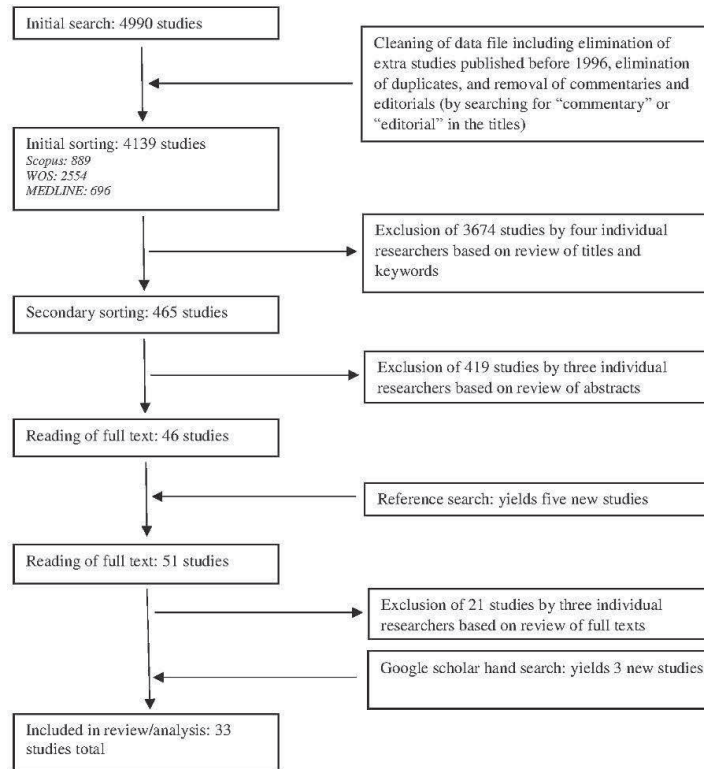 Initial search: 4990 studies
Cleaning of data file including elimination of
extra studies published before 1996, elimination
of duplicates, and removal of commentaries and
editorials (by searching for “commentary” or
“editorial” in the titles)
Initial sorting: 4139 studies
Scopus: 889
WOS: 2554
MEDLINE: 696
Exclusion of 3674 studies by four individual
researchers based on review of titles and
keywords
Secondary sorting: 465 studies
Exclusion of 419 studies by three individual
researchers based on review of abstracts
Reading of full text: 46 studies
Reference search: yields five new studies
Reading of full text: 51 studies
Exclusion of 21 studies by three individual
researchers based on review of full texts
Google scholar hand search: yields 3 new studies
Included in review/analysis: 33
studies total